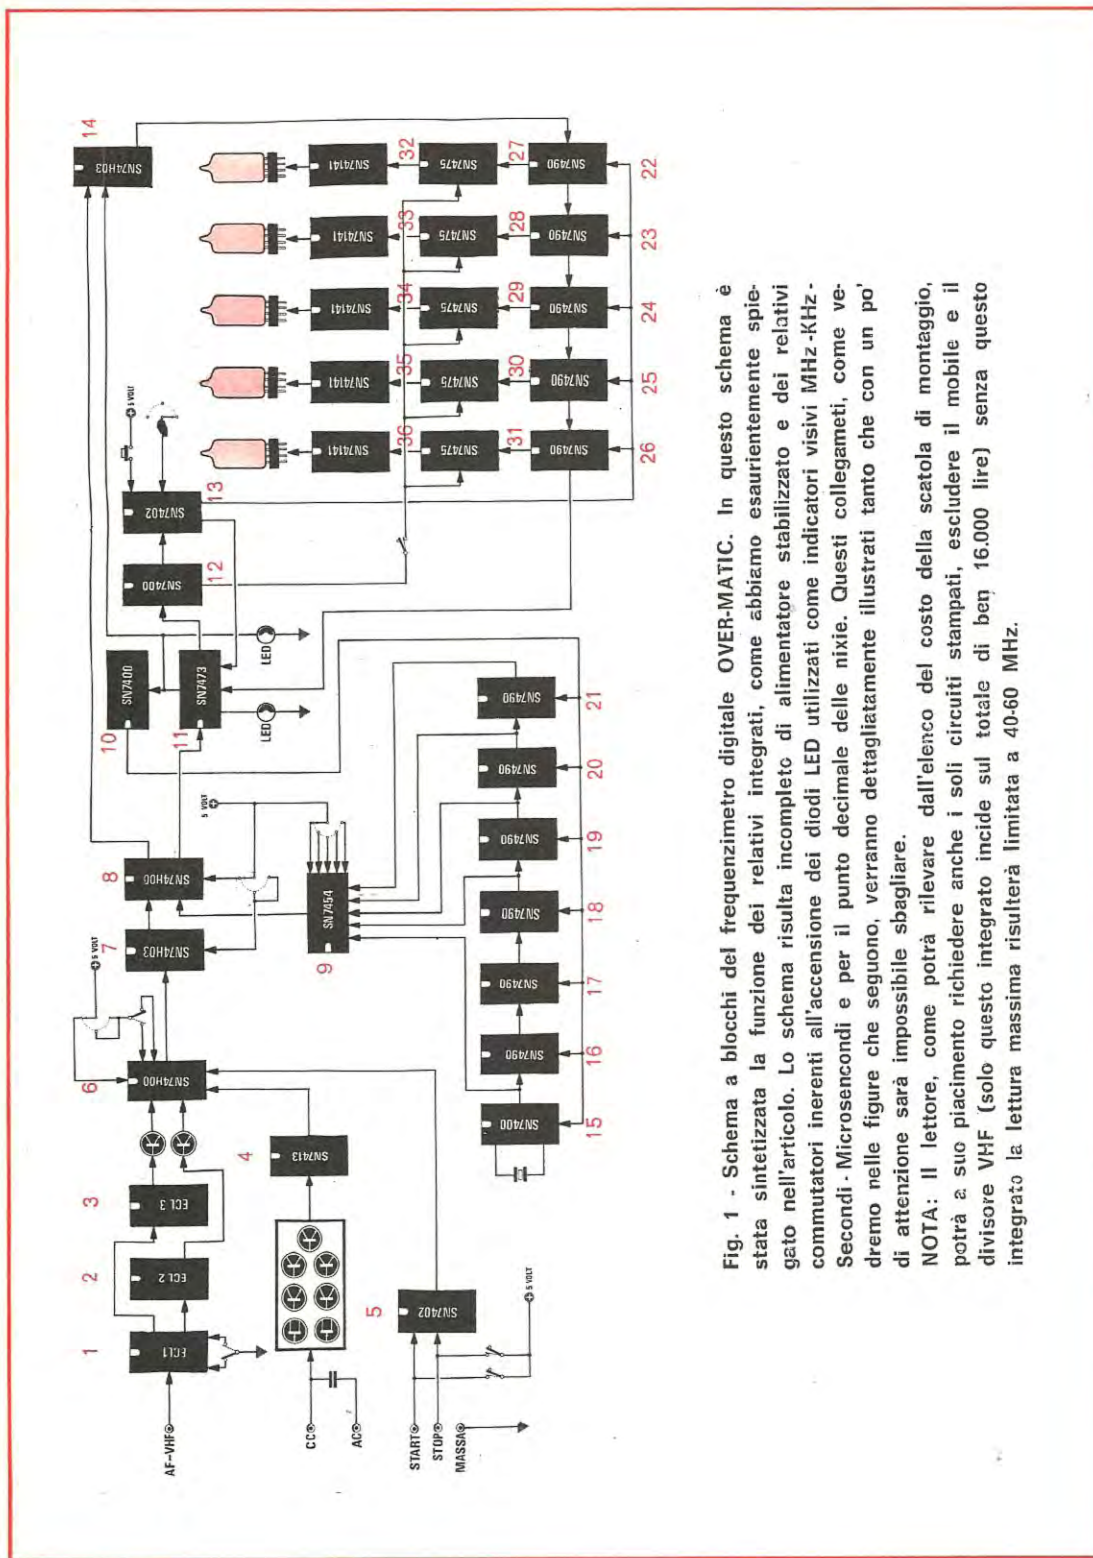 14
SN74H03
SN74141
SN74141
SN74141
SN74141
SN74141
32
33
34
35
36
SN7475
SN7475
SN7475
SN7475
SN7475
27
28
29
30
31
SN7490
SN7490
SN7490
SN7490
SN7490
22
23
24
25
26
5 VOLT
13
SN7402
12
SN7400
10
SN7400
11
SN7473
LED
LED
8
SN74H00
7
SN74H03
5 VOLT
5 VOLT
9
SN7454
6
SN74H00
3
ECL 3
2
ECL 2
1
ECL1
AF-VHF
4
SN7413
CC
AC
5
SN7402
START
STOP
MASSA
5 VOLT
15
SN7400
16
SN7490
17
SN7490
18
SN7490
19
SN7490
20
SN7490
21
SN7490
Fig. 1 - Schema a blocchi del frequenzimetro digitale OVER-MATIC. In questo schema è
stata sintetizzata la funzione dei relativi integrati, come abbiamo esaurientemente spie-
gato nell'articolo. Lo schema risulta incompleto di alimentatore stabilizzato e dei relativi
commutatori inerenti all'accensione dei diodi LED utilizzati come indicatori visivi MHz-KHz-
Secondi-Microsecondi e per il punto decimale delle nixie. Questi collegameti, come ve-
dremo nelle figure che seguono, verranno dettagliatamente illustrati tanto che con un po'
di attenzione sarà impossibile sbagliare.
NOTA: Il lettore, come potrà rilevare dall'elenco del costo della scatola di montaggio,
potrà a suo piacimento richiedere anche i soli circuiti stampati, escludere il mobile e il
divisore VHF (solo questo integrato incide sul totale di ben 16.000 lire) senza questo
integrato la lettura massima risulterà limitata a 40-60 MHz.